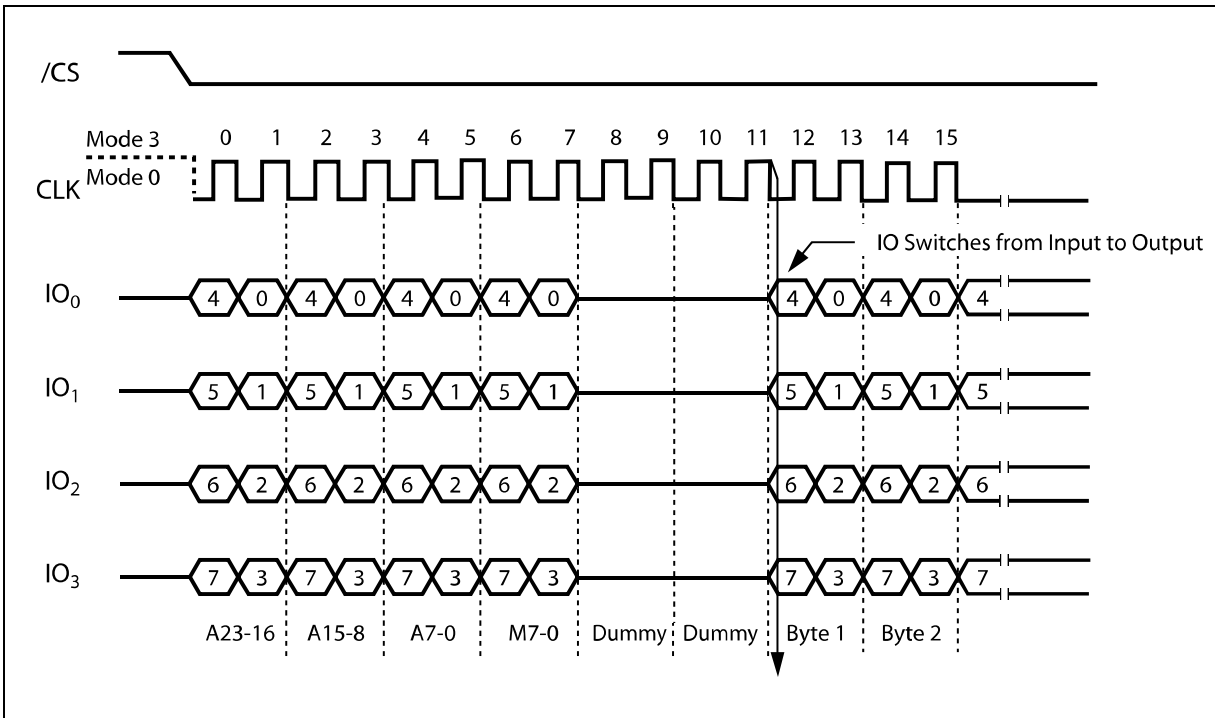 /CS
Mode 3 0 1 2 3 4 5 6 7 8 9 10 11 12 13 14 15
Mode 0
CLK
IO Switches from Input to Output
IO0 4 0 4 0 4 0 4 0 4 0 4 0 4
IO1 5 1 5 1 5 1 5 1 5 1 5 1 5
IO2 6 2 6 2 6 2 6 2 6 2 6 2 6
IO3 7 3 7 3 7 3 7 3 7 3 7 3 7
A23-16 A15-8 A7-0 M7-0 Dummy Dummy Byte 1 Byte 2